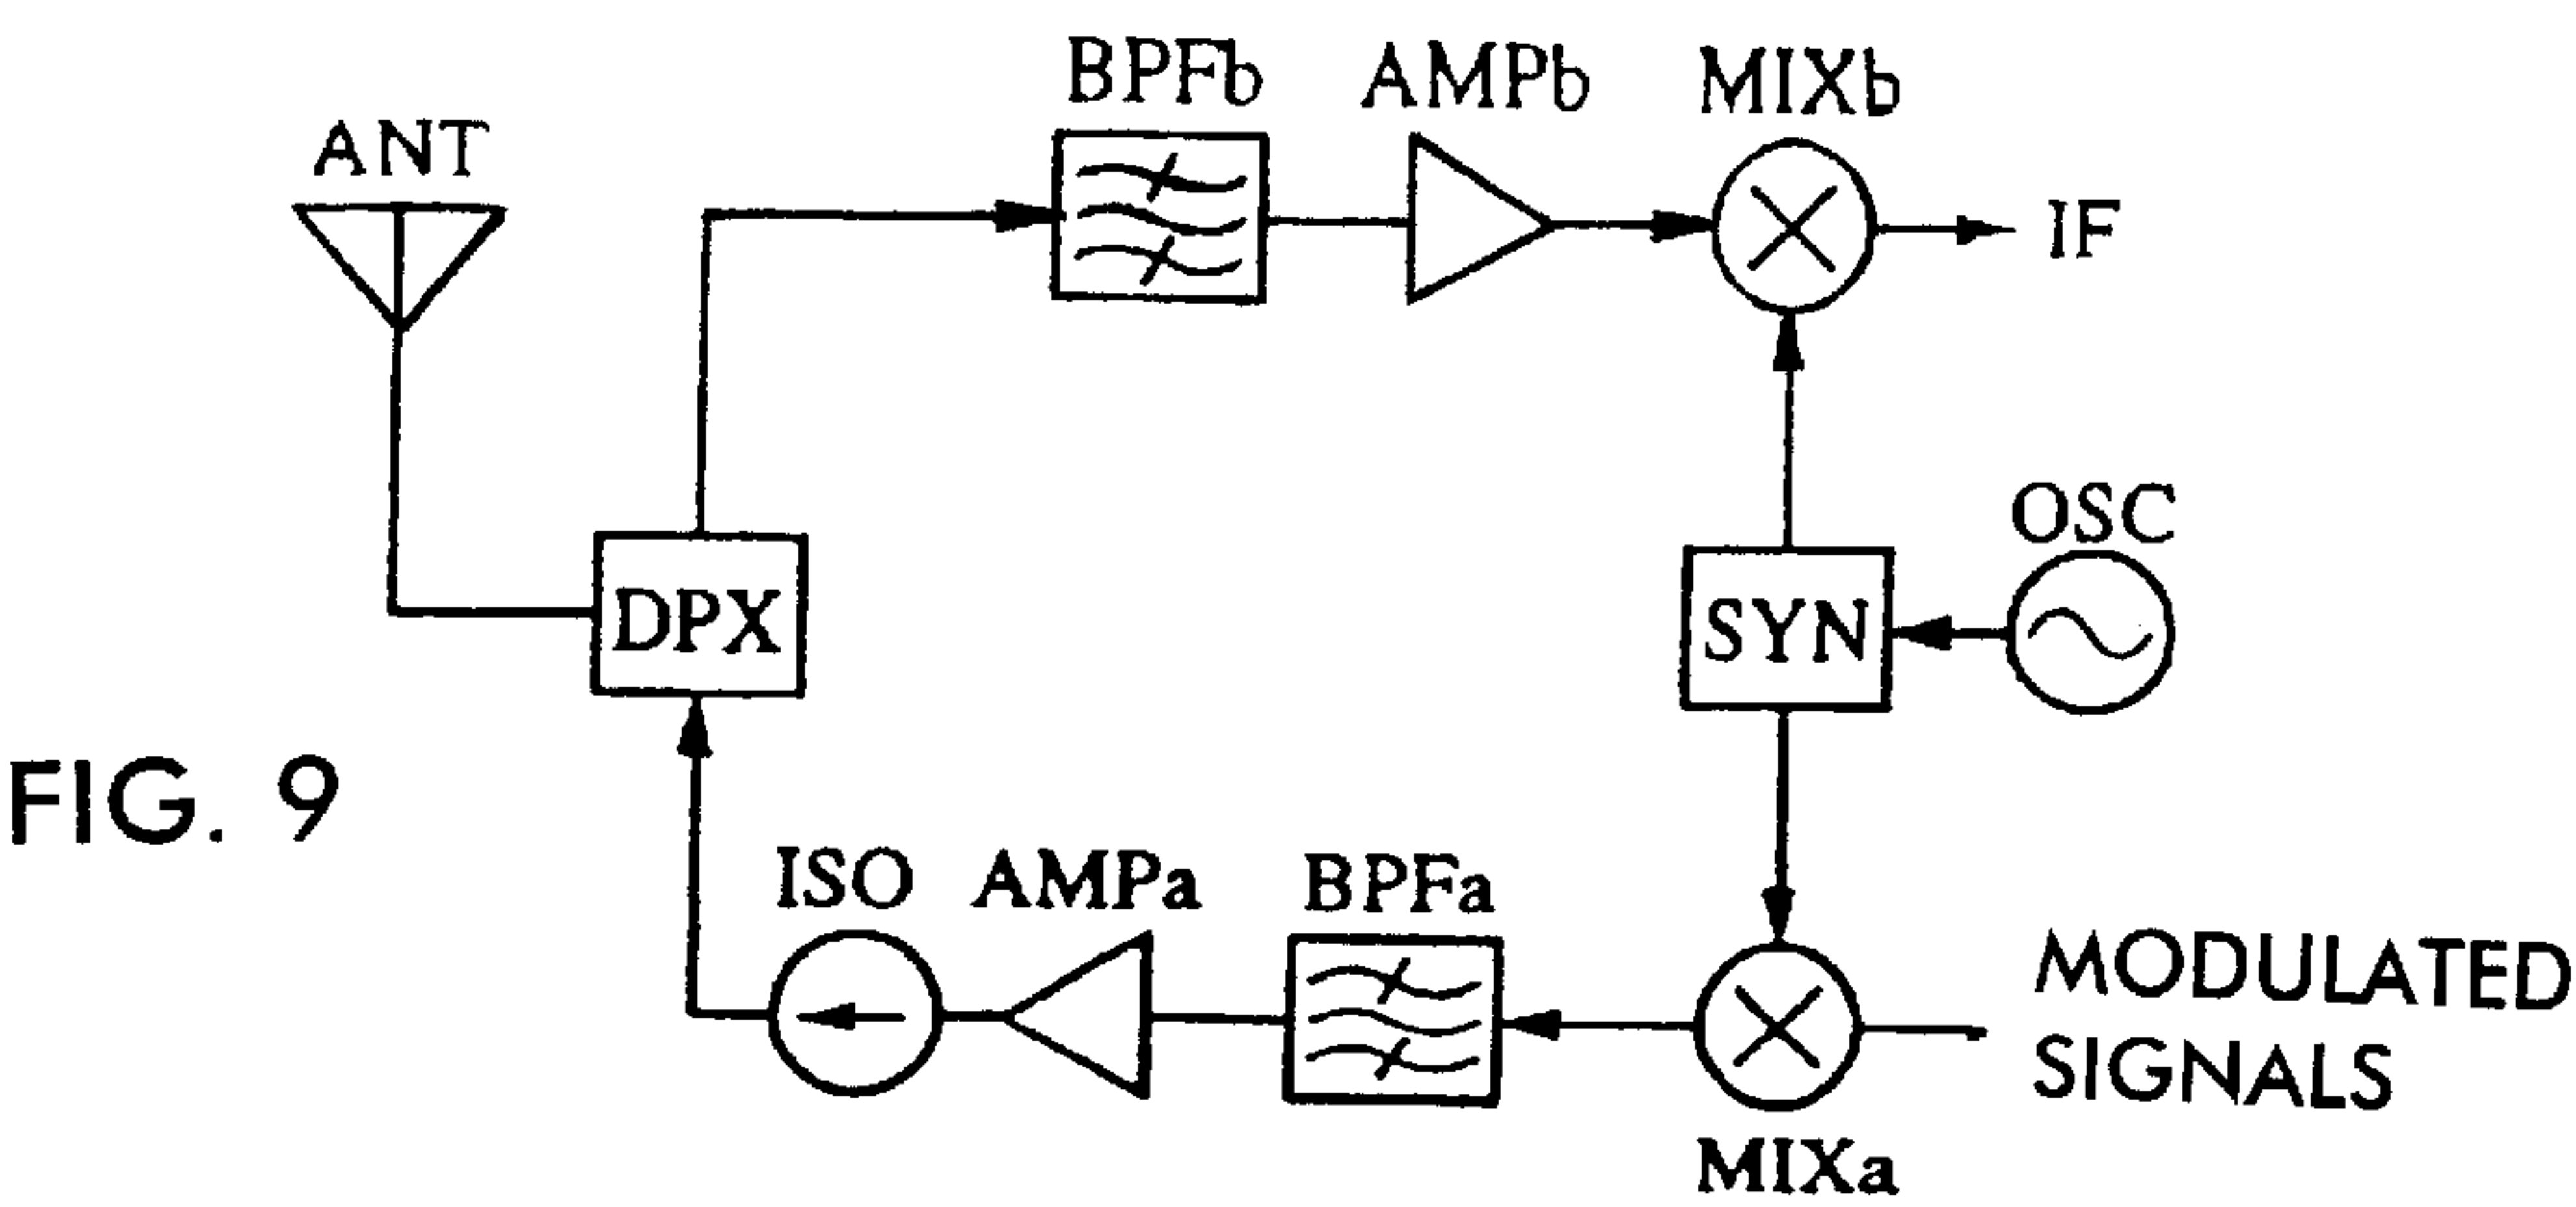 BPFb
AMPb
MIXb
ANT
IF
OSC
DPX
SYN
FIG. 9
ISO
AMPa
BPFa
MODULATED
SIGNALS
MIXa